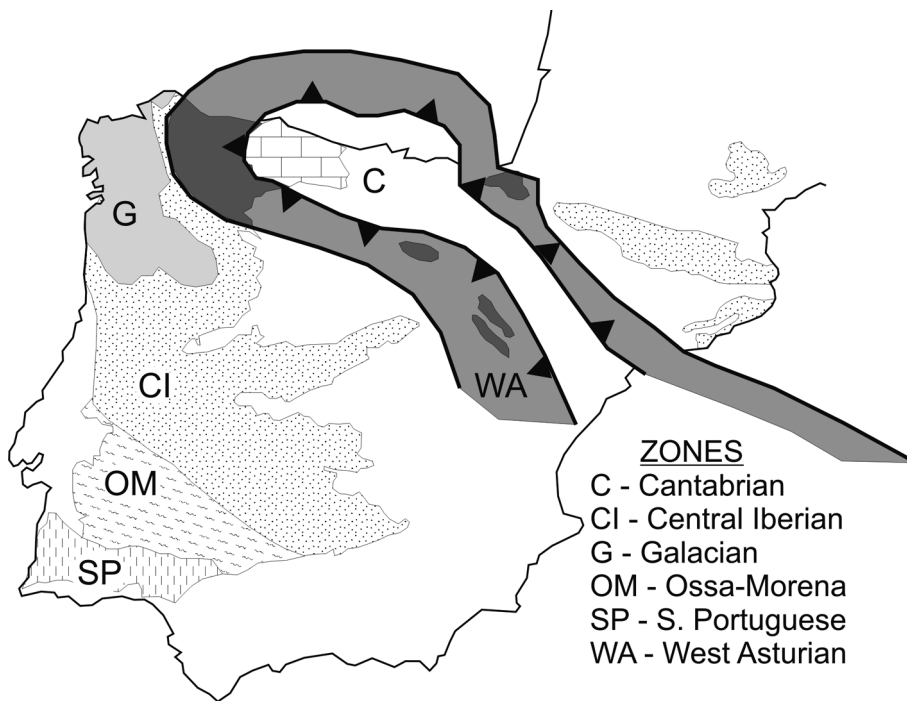 G
C
CI
WA
OM
SP
ZONES
C - Cantabrian
CI - Central Iberian
G - Galacian
OM - Ossa-Morena
SP - S. Portuguese
WA - West Asturian